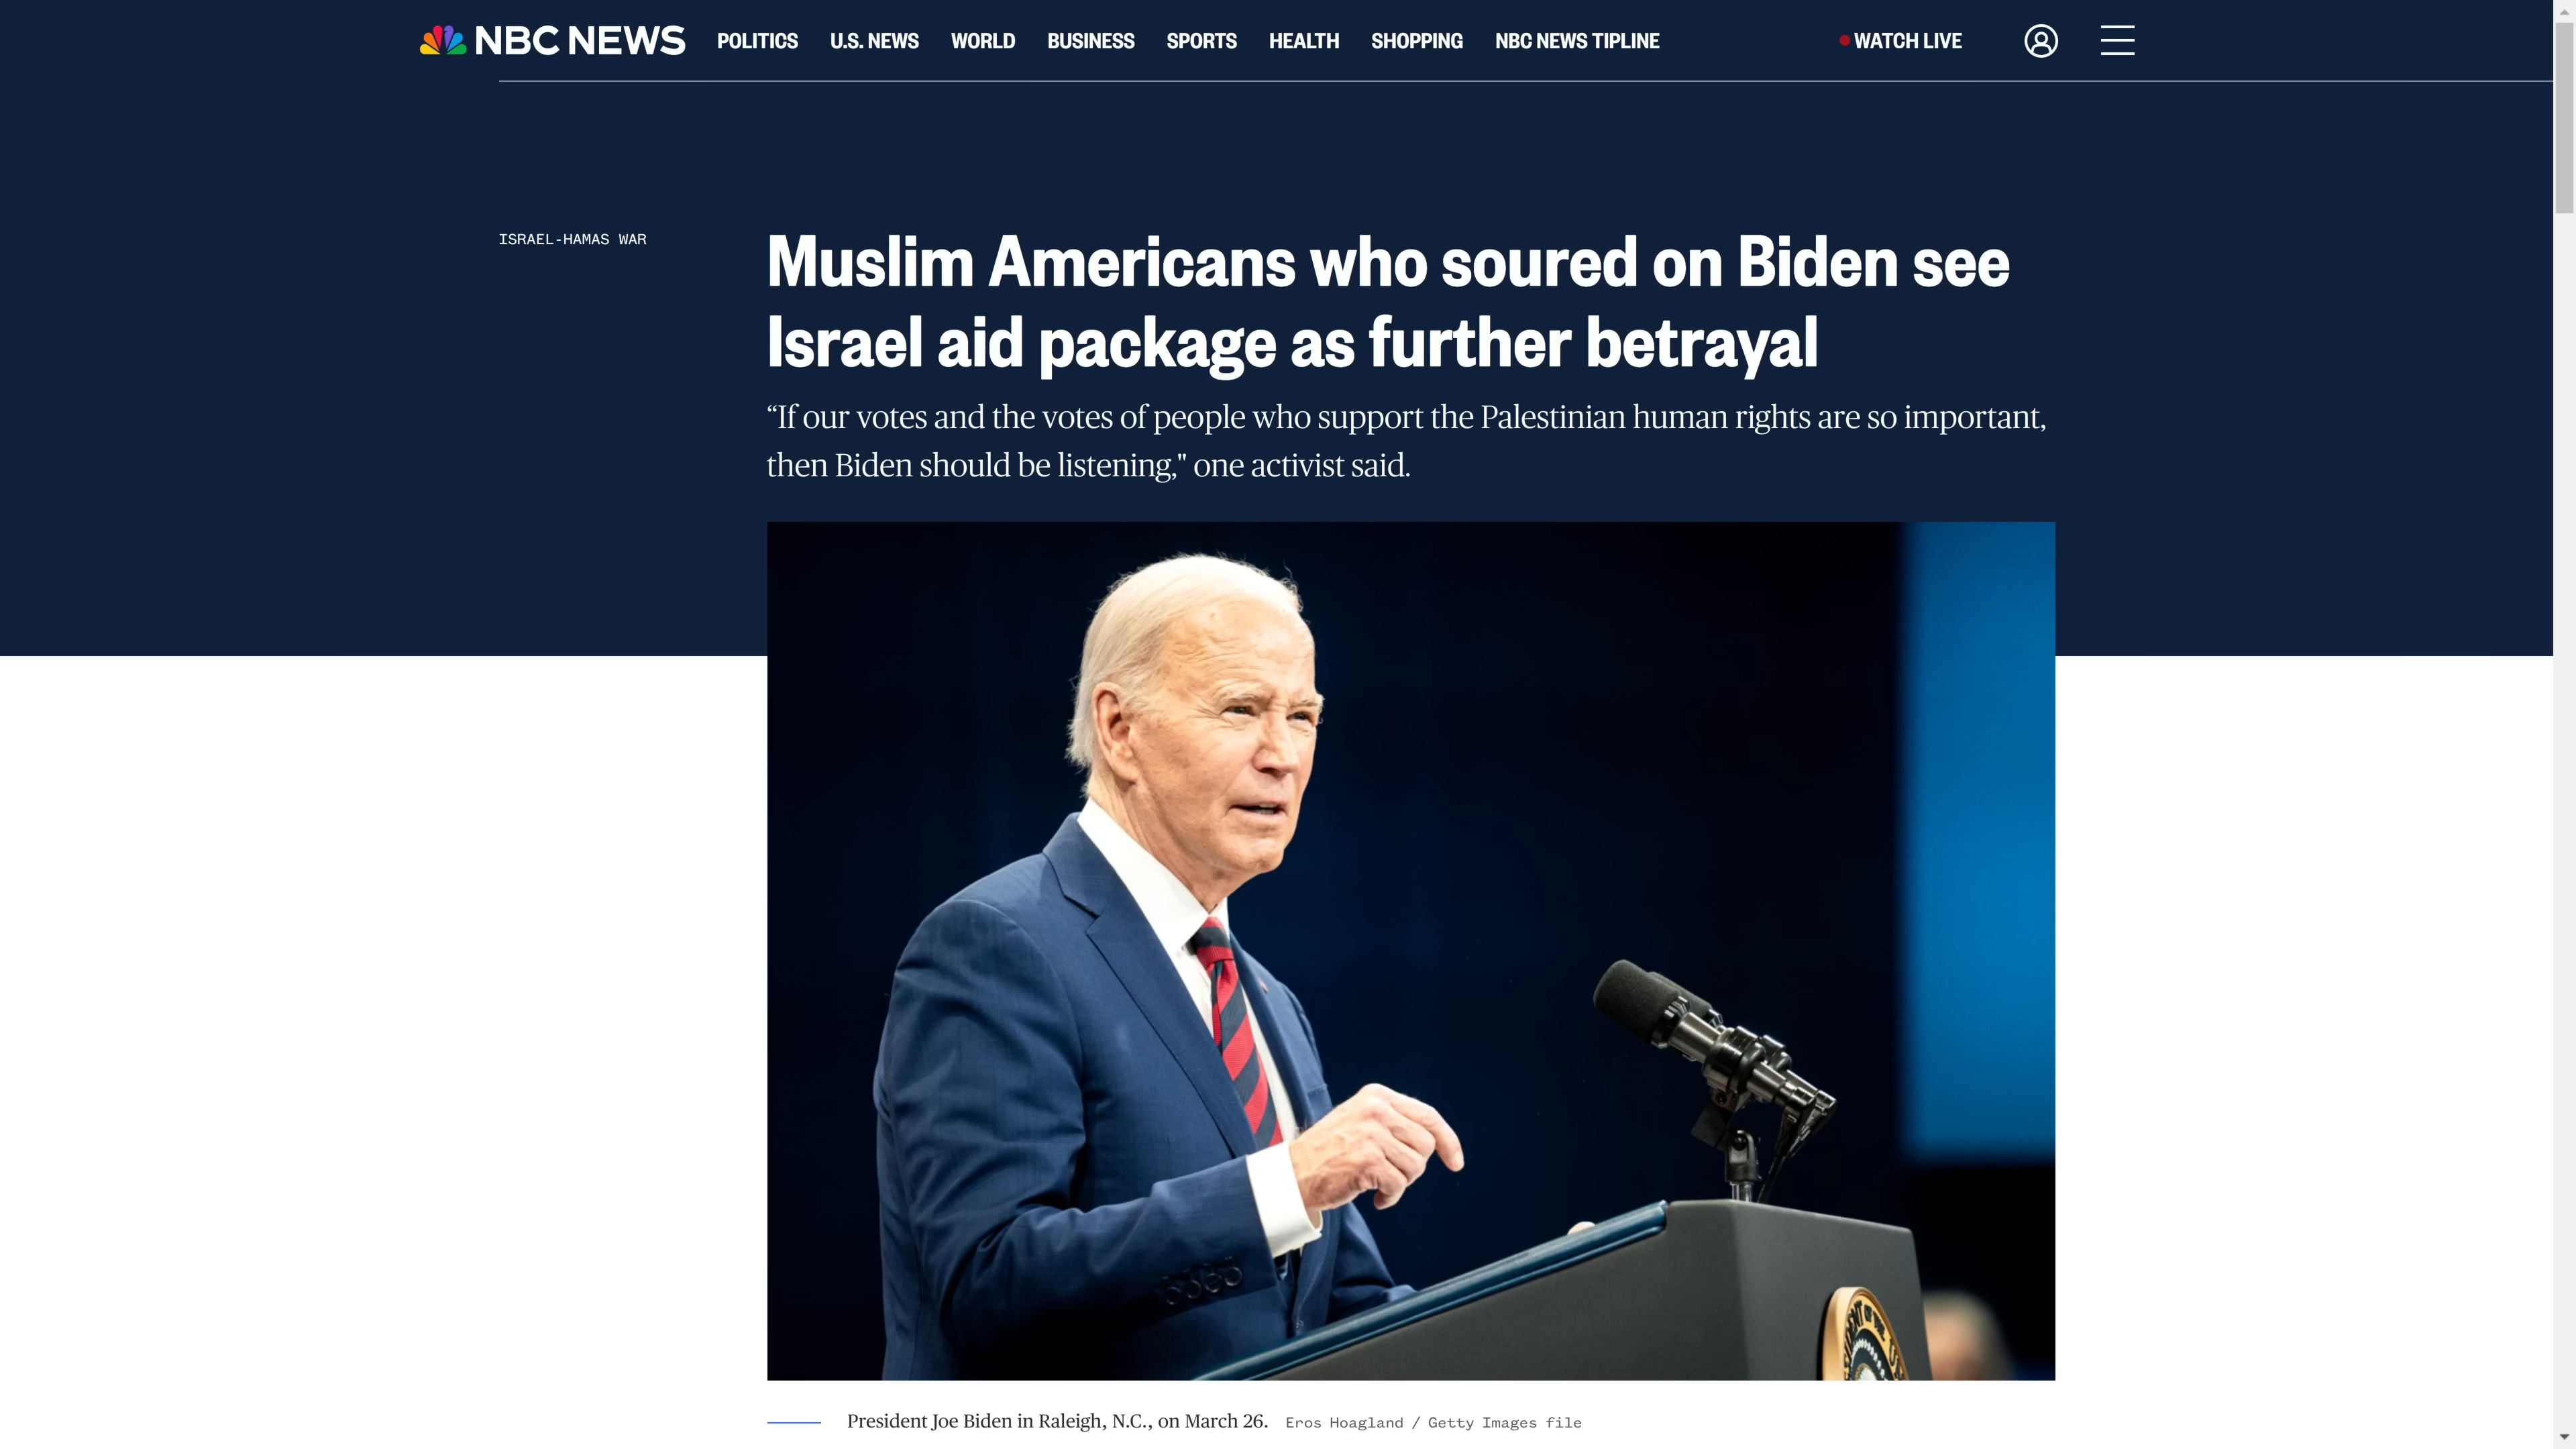 NBC NEWS
POLITICS
U.S. NEWS
WORLD
BUSINESS
SPORTS
HEALTH
SHOPPING
NBC NEWS TIPLINE
WATCH LIVE
ISRAEL-HAMAS WAR
Muslim Americans who soured on Biden see
Israel aid package as further betrayal
“If our votes and the votes of people who support the Palestinian human rights are so important,
then Biden should be listening," one activist said.
President Joe Biden in Raleigh, N.C., on March 26. Eros Hoagland / Getty Images file